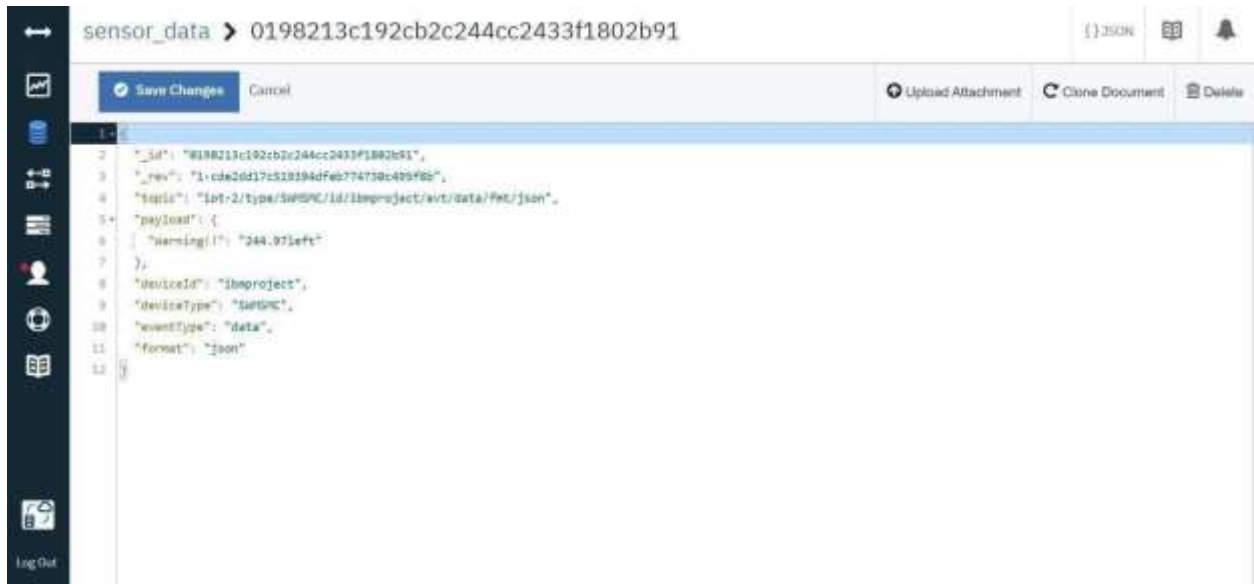 sensor_data > 0198213c192cb2c244cc2433f1802b91
{ } JSON
Save Changes
Cancel
Upload Attachment
Clone Document
Delete
1 {
2 "_id": "0198213c192cb2c244cc2433f1802b91",
3 "_rev":
4 "topic": "iot-2/type/SWMSMC/id/ibmproject/evt/data/fmt/json",
5 "payload": {
6 "Warning!!": "244.97left"
7 },
8 "deviceId": "ibmproject",
9 "deviceType": "SWMSMC",
10 "eventType": "data",
11 "format": "json"
12 }
Log Out